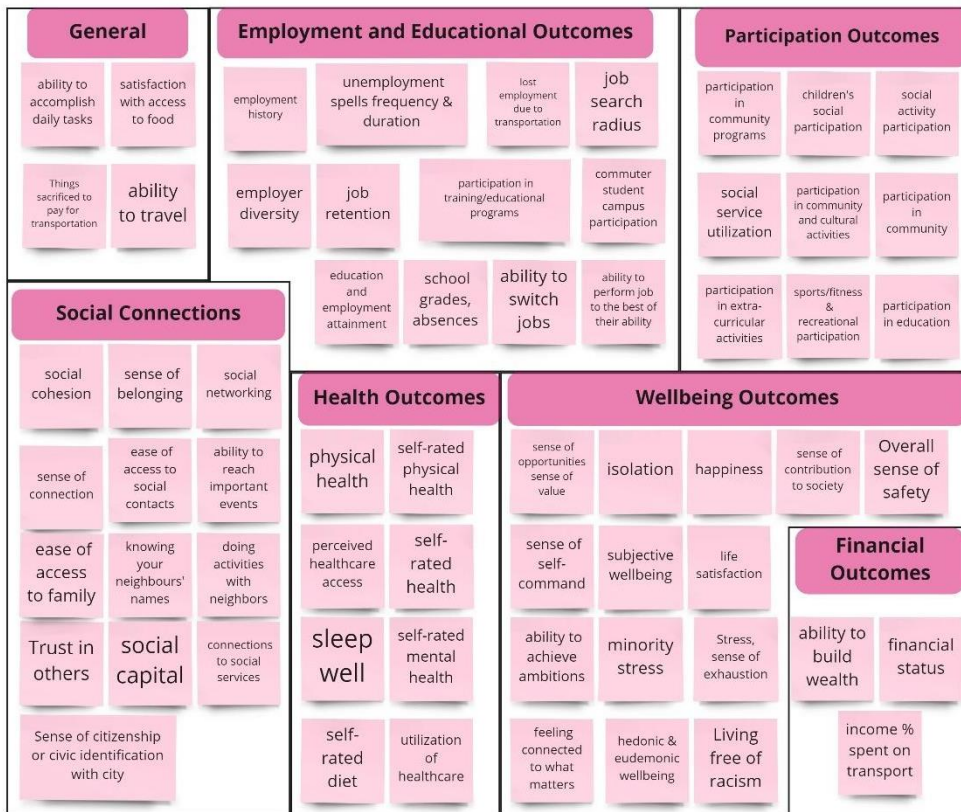 General
ability to
accomplish
daily tasks
satisfaction
with access
to food
Things
sacrificed to
pay for
transportation
ability
to travel
Employment and Educational Outcomes
employment
history
unemployment
spells frequency &
duration
lost
employment
due to
transportation
job
search
radius
employer
diversity
job
retention
participation in
training/educational
programs
commuter
student
campus
participation
education
and
employment
attainment
school
grades,
absences
ability to
switch
jobs
ability to
perform job
to the best of
their ability
Participation Outcomes
participation
in
community
programs
children's
social
participation
social
activity
participation
social
service
utilization
participation
in community
and cultural
activities
participation
in
community
participation
in extra-
curricular
activities
sports/fitness
&
recreational
participation
participation
in education
Social Connections
social
cohesion
sense of
belonging
social
networking
sense of
connection
ease of
access to
social
contacts
ability to
reach
important
events
ease of
access
to family
knowing
your
neighbours'
names
doing
activities
with
neighbors
Trust in
others
social
capital
connections
to social
services
Sense of citizenship
or civic identification
with city
Health Outcomes
physical
health
self-rated
physical
health
perceived
healthcare
access
self-
rated
health
sleep
well
self-rated
mental
health
self-
rated
diet
utilization
of
healthcare
Wellbeing Outcomes
sense of
opportunities
sense of
value
isolation
happiness
sense of
contribution
to society
Overall
sense of
safety
sense of
self-
command
subjective
wellbeing
life
satisfaction
ability to
achieve
ambitions
minority
stress
Stress,
sense of
exhaustion
feeling
connected
to what
matters
hedonic &
eudemonic
wellbeing
Living
free of
racism
Financial
Outcomes
ability to
build
wealth
financial
status
income %
spent on
transport